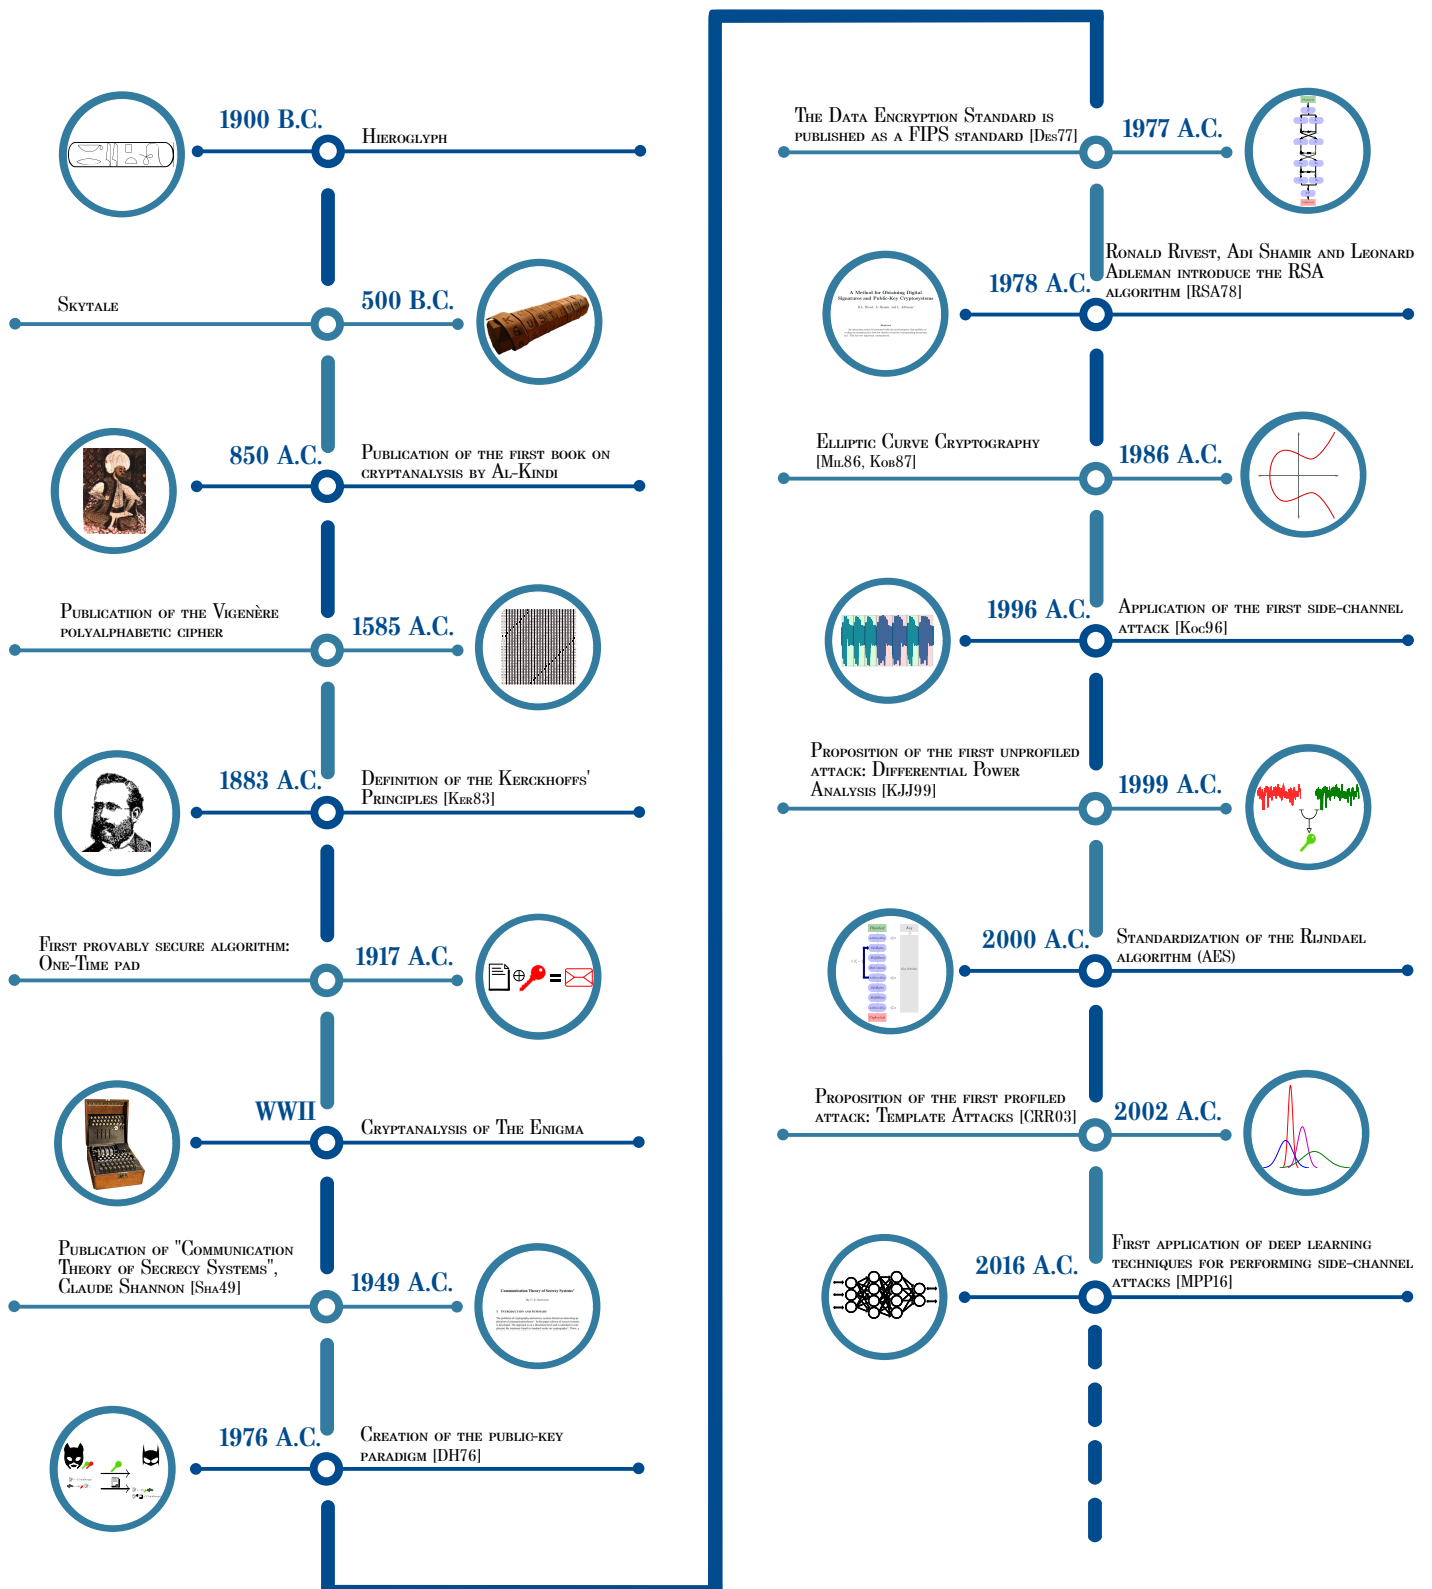 1900 B.C.
Hieroglyph
Skytale
500 B.C.
850 A.C.
Publication of the first book on
cryptanalysis by Al-Kindi
Publication of the Vigenère
polyalphabetic cipher
1585 A.C.
1883 A.C.
Definition of the Kerckhoffs'
Principles [Ker83]
First provably secure algorithm:
One-Time pad
1917 A.C.
WWII
Cryptanalysis of The Enigma
Publication of "Communication
Theory of Secrecy Systems",
Claude Shannon [Sha49]
1949 A.C.
Communication Theory of Secrecy Systems*
1976 A.C.
Creation of the public-key
paradigm [DH76]
The Data Encryption Standard is
published as a FIPS standard [Des77]
1977 A.C.
1978 A.C.
Ronald Rivest, Adi Shamir and Leonard
Adleman introduce the RSA
algorithm [RSA78]
A Method for Obtaining Digital
Signatures and Public-Key Cryptosystems
Elliptic Curve Cryptography
[Mil86, Kob87]
1986 A.C.
1996 A.C.
Application of the first side-channel
attack [Koc96]
Proposition of the first unprofiled
attack: Differential Power
Analysis [KJJ99]
1999 A.C.
2000 A.C.
Standardization of the Rijndael
algorithm (AES)
Proposition of the first profiled
attack: Template Attacks [CRR03]
2002 A.C.
2016 A.C.
First application of deep learning
techniques for performing side-channel
attacks [MPP16]